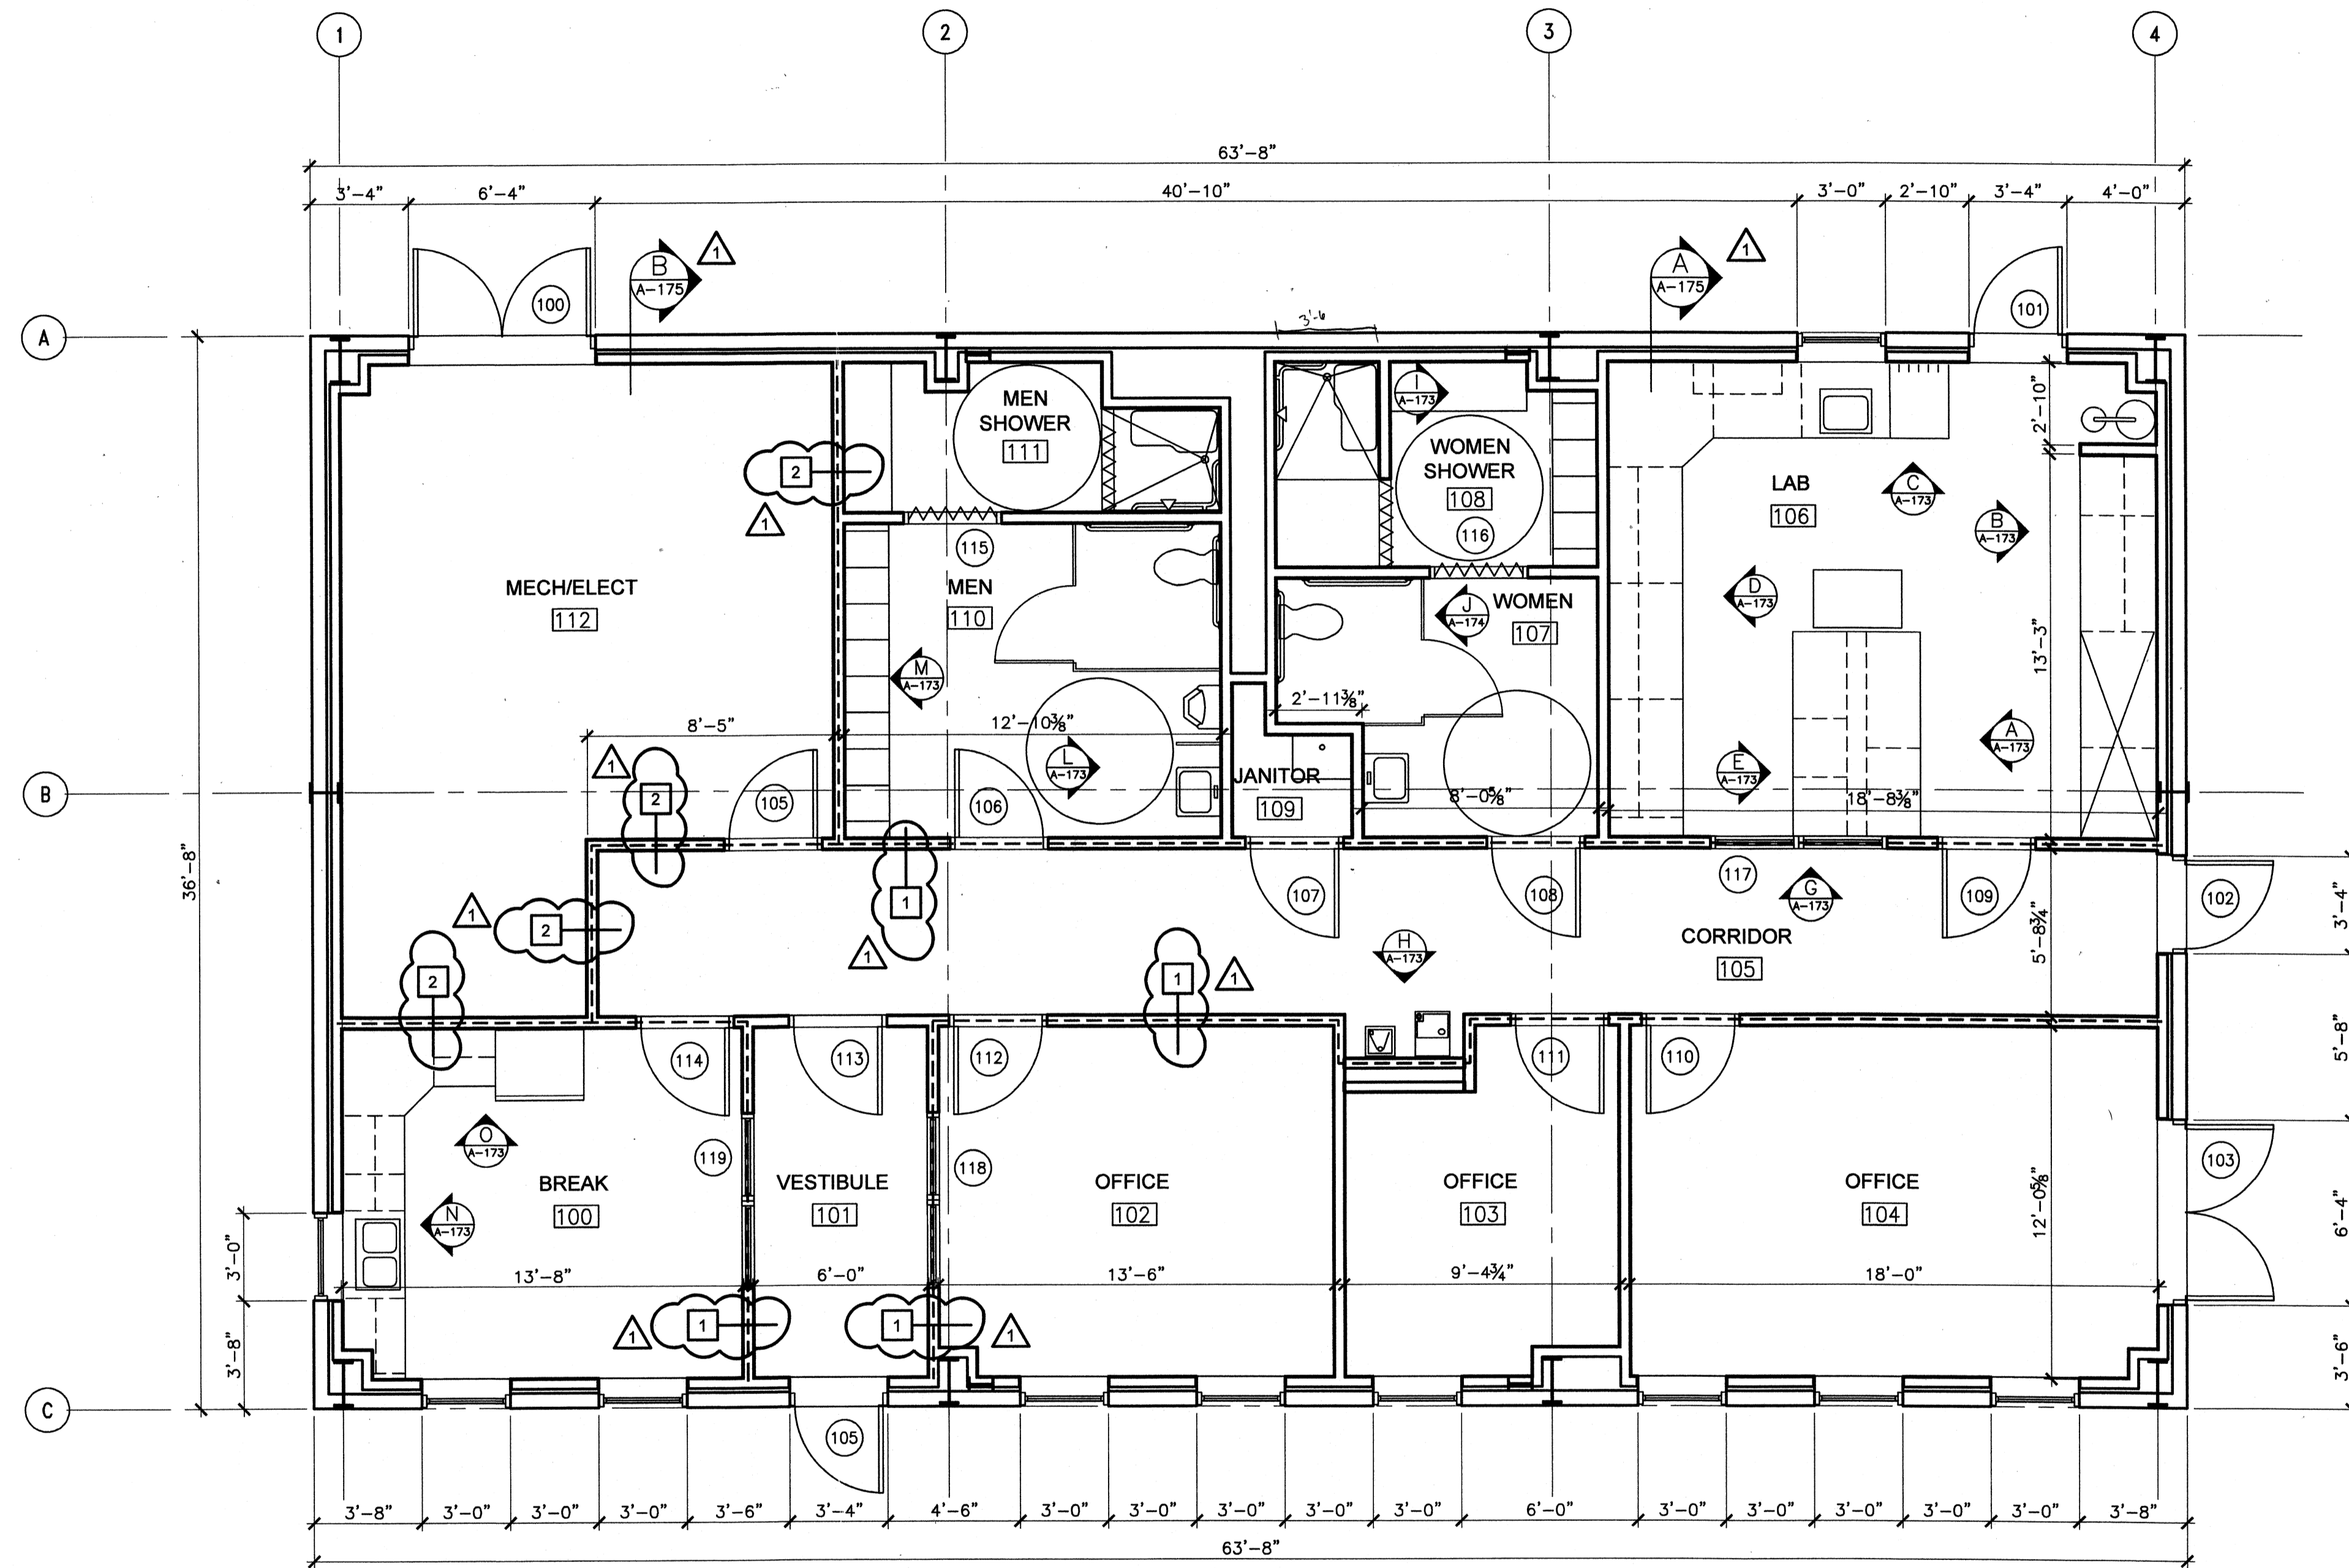 1 2 3 4
63'-8"
3'-4" 6'-4" 40'-10" 3'-0" 2'-10" 3'-4" 4'-0"
B
A-175
1
A
A-175
1
100
101
3'-6
A
MEN
SHOWER
111
I
A-173
WOMEN
SHOWER
108
116
2'-10"
LAB
106
C
A-173
B
A-173
2
1
115
MECH/ELECT
112
MEN
110
J
A-174
WOMEN
107
D
A-173
13'-3"
M
A-173
2'-11⅜"
8'-5"
12'-10⅜"
A
A-173
1
2
L
A-173
E
A-173
B
105
106
JANITOR
109
8'-0⅝"
18'-8⅜"
36'-8"
117
107
108
109
102
3'-4"
G
A-173
1
2
1
1
H
A-173
CORRIDOR
105
5'-8¾"
2
1
1
5'-8"
114
113
112
111
110
O
A-173
119
118
103
BREAK
100
VESTIBULE
101
OFFICE
102
OFFICE
103
OFFICE
104
12'-0⅝"
6'-4"
N
A-173
3'-0"
13'-8" 6'-0" 13'-6" 9'-4¾" 18'-0"
1
1
1
1
3'-8"
3'-6"
C
105
3'-8" 3'-0" 3'-0" 3'-0" 3'-6" 3'-4" 4'-6" 3'-0" 3'-0" 3'-0" 3'-0" 3'-0" 6'-0" 3'-0" 3'-0" 3'-0" 3'-0" 3'-8"
63'-8"